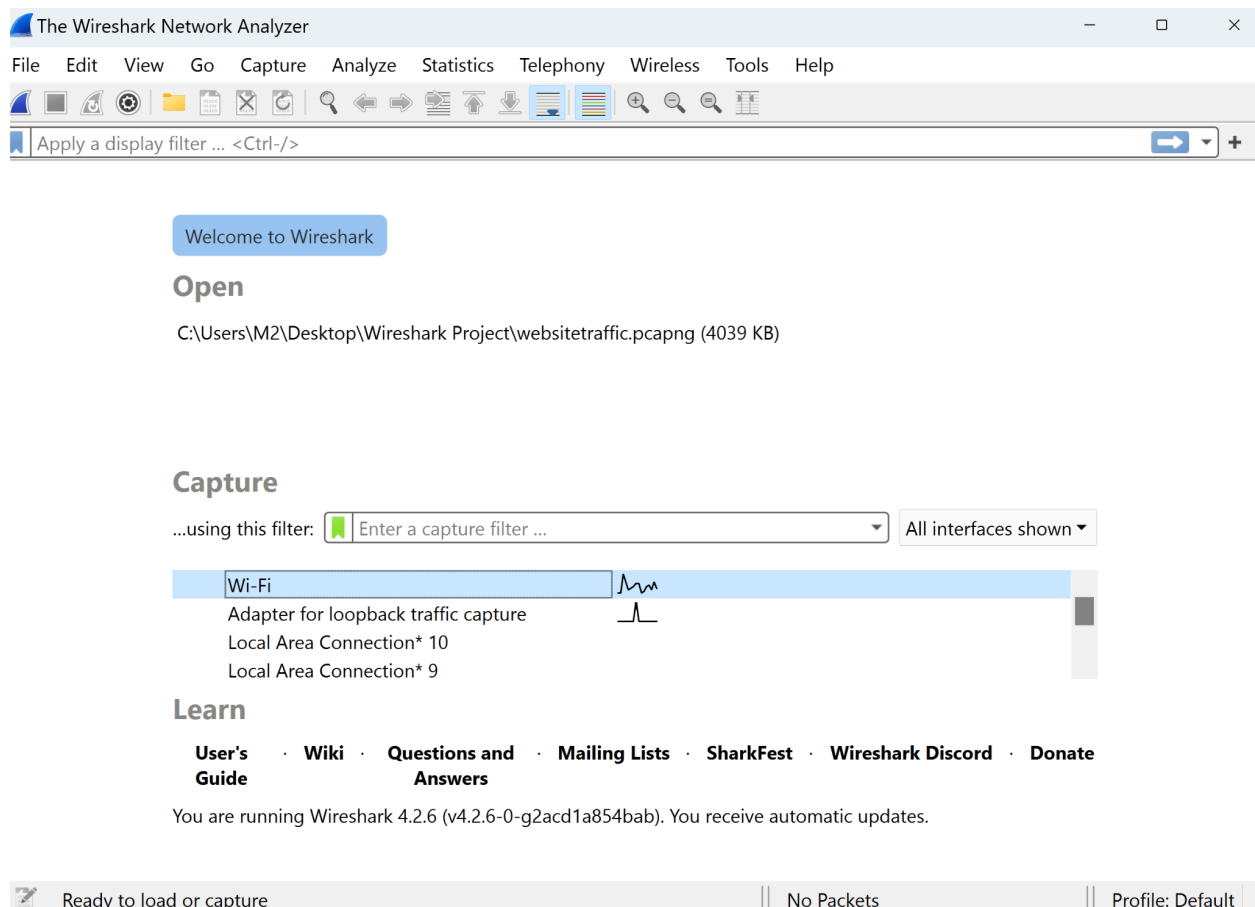 The Wireshark Network Analyzer
File Edit View Go Capture Analyze Statistics Telephony Wireless Tools Help
Apply a display filter ... <Ctrl-/>
Welcome to Wireshark
Open
C:\Users\M2\Desktop\Wireshark Project\websitetraffic.pcapng (4039 KB)
Capture
...using this filter: Enter a capture filter ... All interfaces shown
Wi-Fi
Adapter for loopback traffic capture
Local Area Connection* 10
Local Area Connection* 9
Learn
User's Guide · Wiki · Questions and Answers · Mailing Lists · SharkFest · Wireshark Discord · Donate
You are running Wireshark 4.2.6 (v4.2.6-0-g2acd1a854bab). You receive automatic updates.
Ready to load or capture No Packets Profile: Default